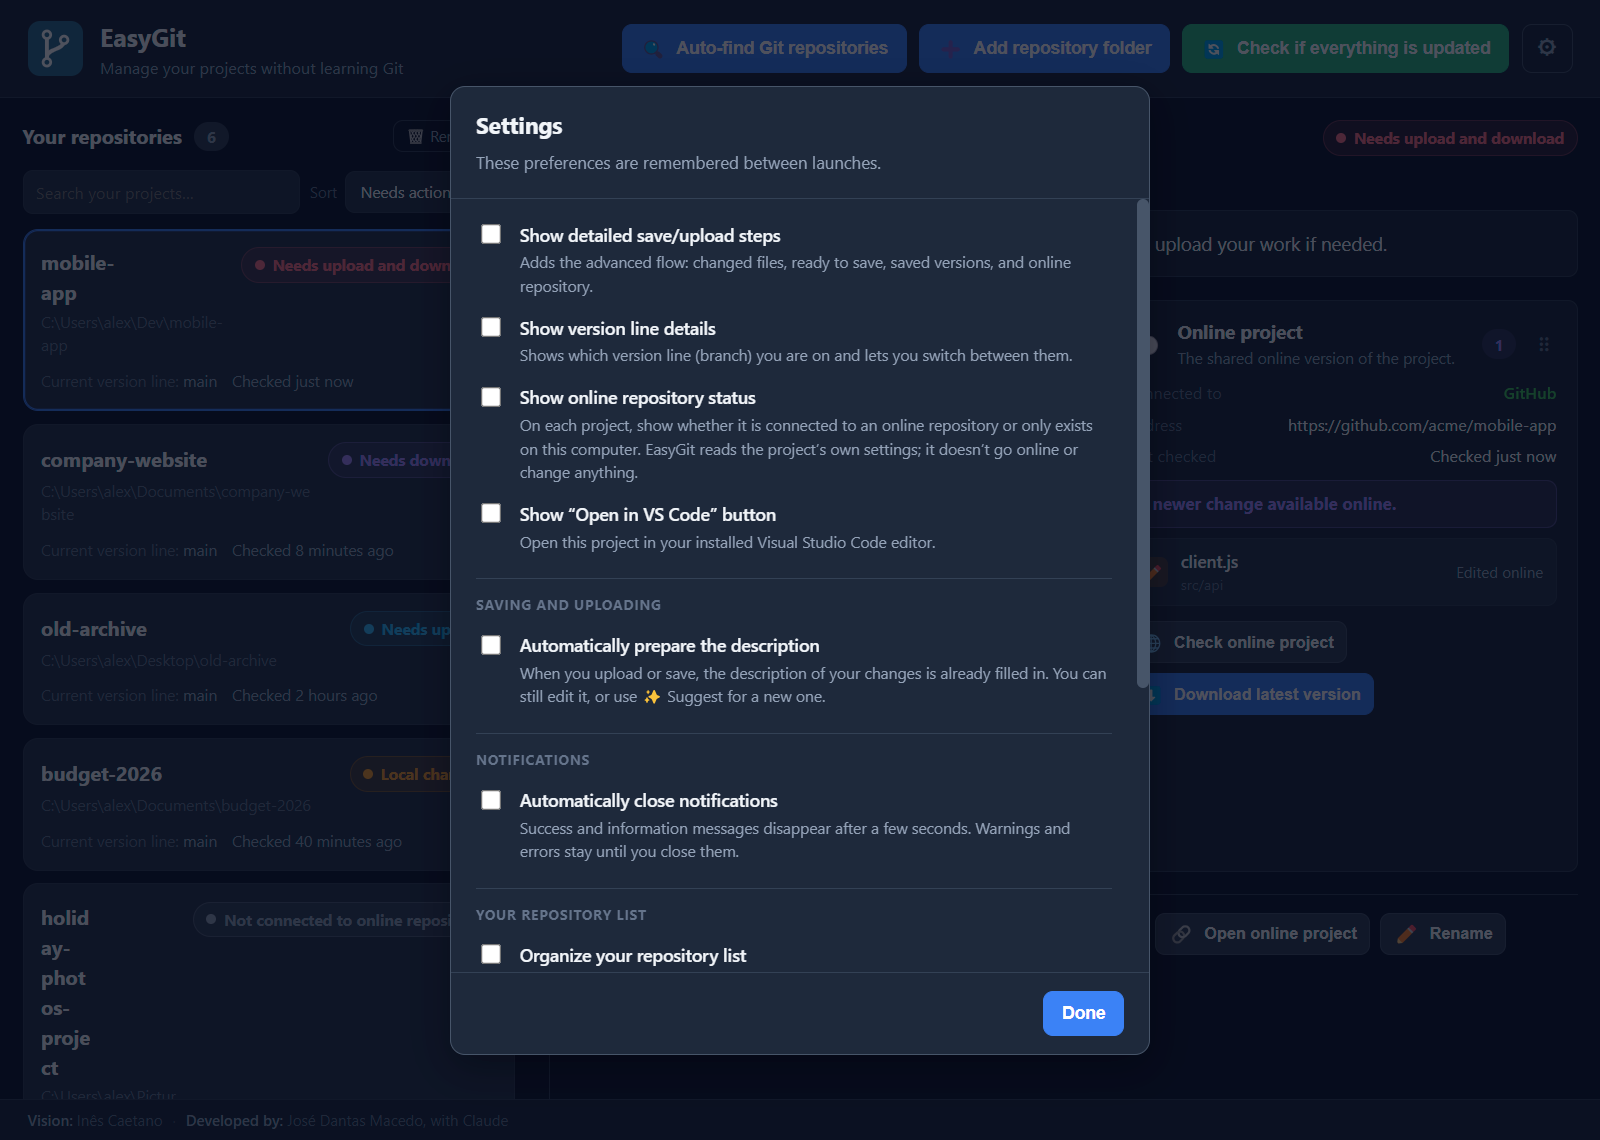 EasyGit
Manage your projects without learning Git
Auto-find Git repositories
Add repository folder
Check if everything is updated
Your repositories
6
Search your projects...
Sort
Needs action
mobile-
app
Needs upload and down
C:\Users\alex\Dev\mobile-
app
Current version line: main
Checked just now
company-website
Needs down
C:\Users\alex\Documents\company-we
bsite
Current version line: main
Checked 8 minutes ago
old-archive
Needs up
C:\Users\alex\Desktop\old-archive
Current version line: main
Checked 2 hours ago
budget-2026
Local cha
C:\Users\alex\Documents\budget-2026
Current version line: main
Checked 40 minutes ago
holid
ay-
phot
os-
proje
ct
Not connected to online reposi
C:\Users\alex\Pictur
Settings
These preferences are remembered between launches.
Show detailed save/upload steps
Adds the advanced flow: changed files, ready to save, saved versions, and online
repository.
Show version line details
Shows which version line (branch) you are on and lets you switch between them.
Show online repository status
On each project, show whether it is connected to an online repository or only exists
on this computer. EasyGit reads the project’s own settings; it doesn’t go online or
change anything.
Show “Open in VS Code” button
Open this project in your installed Visual Studio Code editor.
SAVING AND UPLOADING
Automatically prepare the description
When you upload or save, the description of your changes is already filled in. You can
still edit it, or use ✨ Suggest for a new one.
NOTIFICATIONS
Automatically close notifications
Success and information messages disappear after a few seconds. Warnings and
errors stay until you close them.
YOUR REPOSITORY LIST
Organize your repository list
Done
Needs upload and download
upload your work if needed.
Online project
The shared online version of the project.
1
nnected to
GitHub
https://github.com/acme/mobile-app
checked
Checked just now
newer change available online.
client.js
src/api
Edited online
Check online project
Download latest version
Open online project
Rename
Vision: Inês Caetano · Developed by: José Dantas Macedo, with Claude